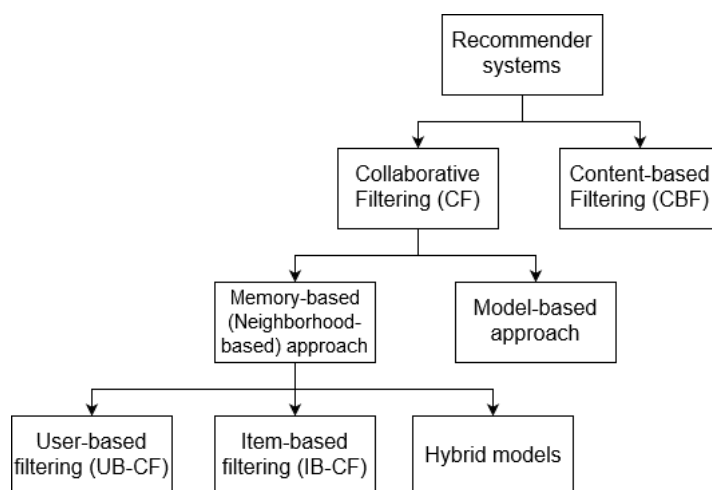 Recommender
systems
Collaborative
Filtering (CF)
Content-based
Filtering (CBF)
Memory-based
(Neighborhood-
based) approach
Model-based
approach
User-based
filtering (UB-CF)
Item-based
filtering (IB-CF)
Hybrid models